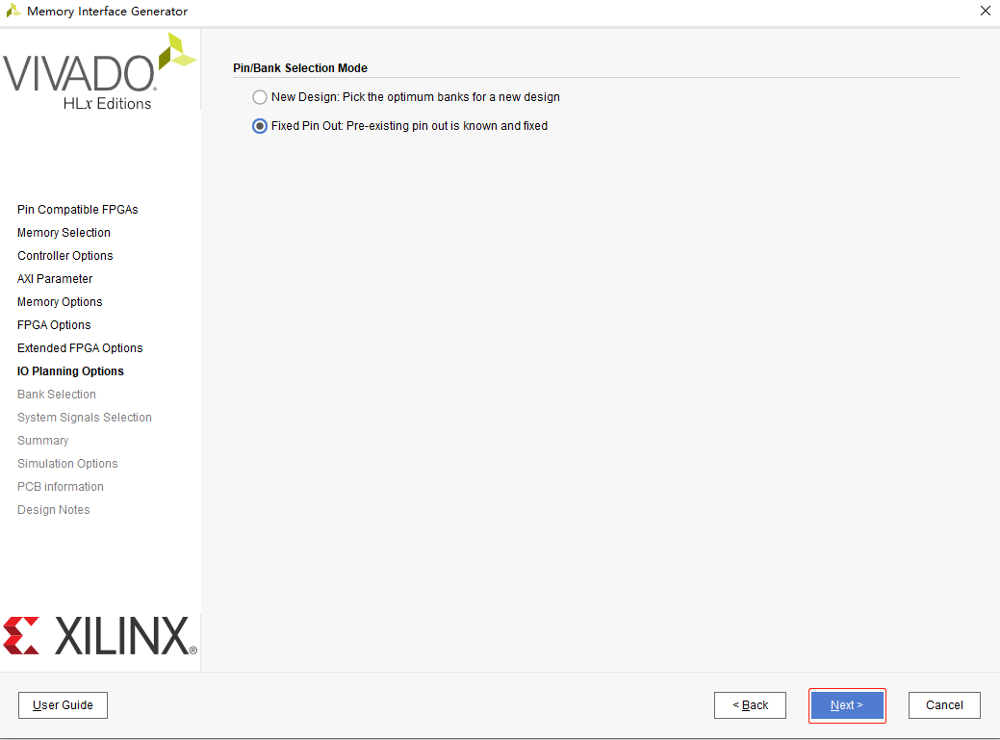 Memory Interface Generator
VIVADO.
HLx Editions
Pin/Bank Selection Mode
New Design: Pick the optimum banks for a new design
Fixed Pin Out: Pre-existing pin out is known and fixed
Pin Compatible FPGAs
Memory Selection
Controller Options
AXI Parameter
Memory Options
FPGA Options
Extended FPGA Options
IO Planning Options
Bank Selection
System Signals Selection
Summary
Simulation Options
PCB information
Design Notes
XILINX®
User Guide
< Back
Next >
Cancel